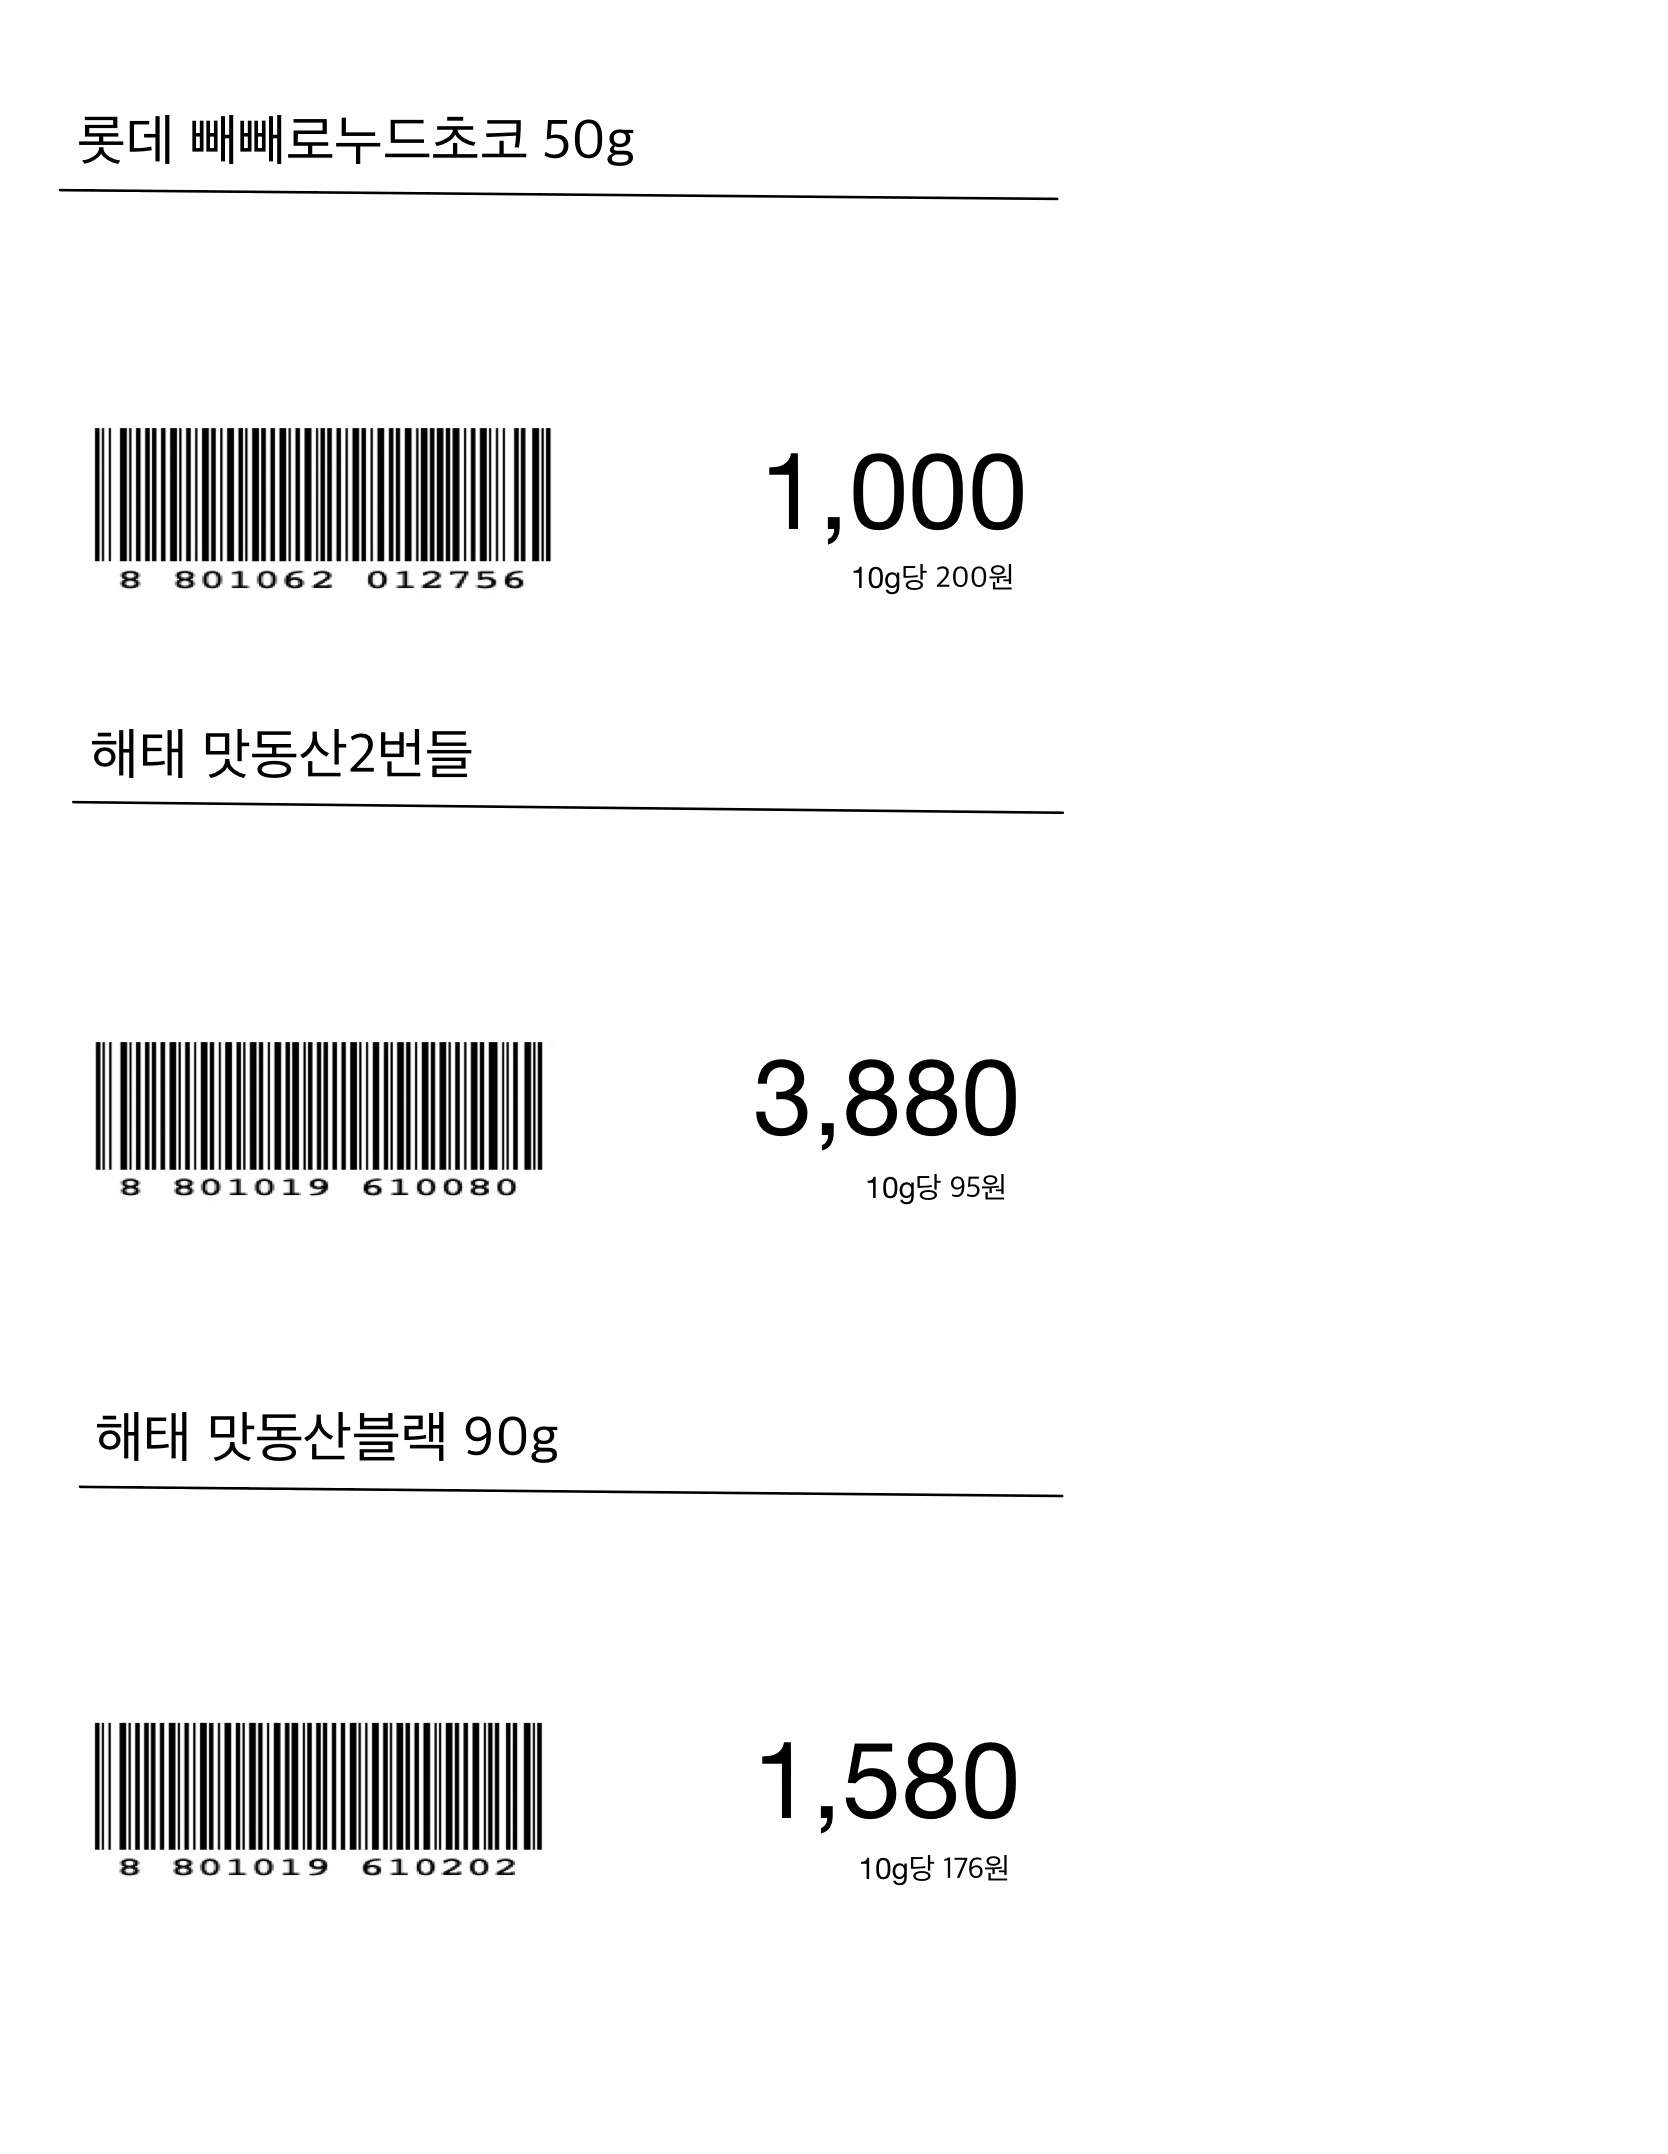 롯데 빼빼로누드초코 50g
1,000
10g당 200원
8 801062 012756
해태 맛동산2번들
3,880
10g당 95원
8 801019 610080
해태 맛동산블랙 90g
1,580
10g당 176원
8 801019 610202